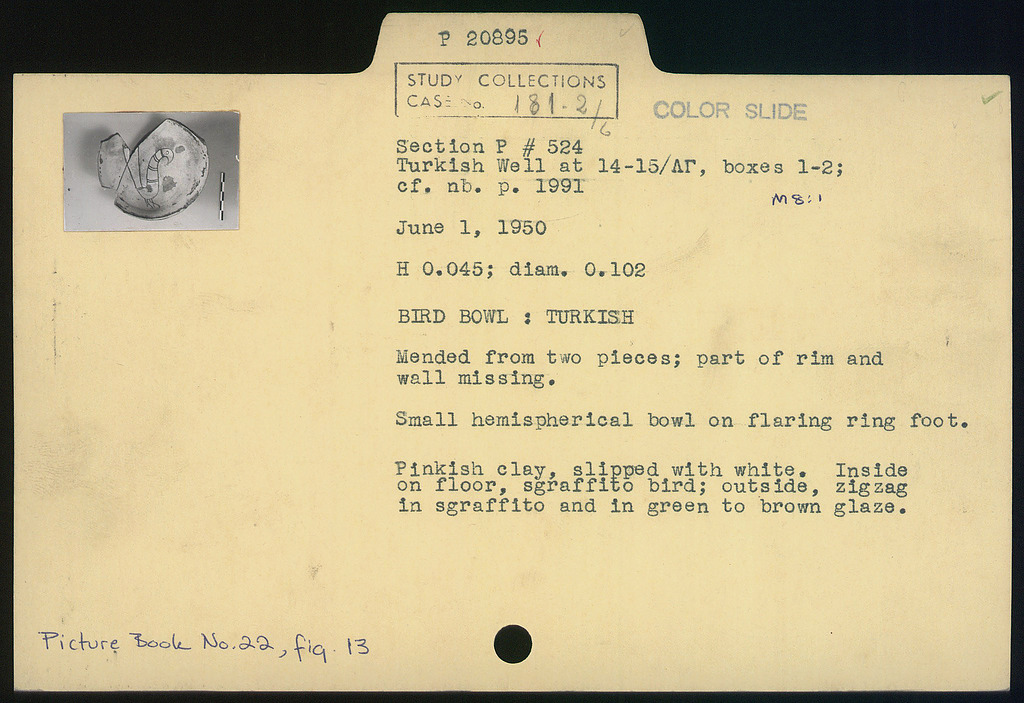 P 20895
STUDY COLLECTIONS
CASE No. 181-2/6
COLOR SLIDE
Section P # 524
Turkish Well at 14-15/ΛΓ, boxes 1-2;
cf. nb. p. 1991
M 8:1
June 1, 1950
H 0.045; diam. 0.102
BIRD BOWL : TURKISH
Mended from two pieces; part of rim and
wall missing.
Small hemispherical bowl on flaring ring foot.
Pinkish clay, slipped with white. Inside
on floor, sgraffito bird; outside, zigzag
in sgraffito and in green to brown glaze.
Picture Book No. 22, fig. 13